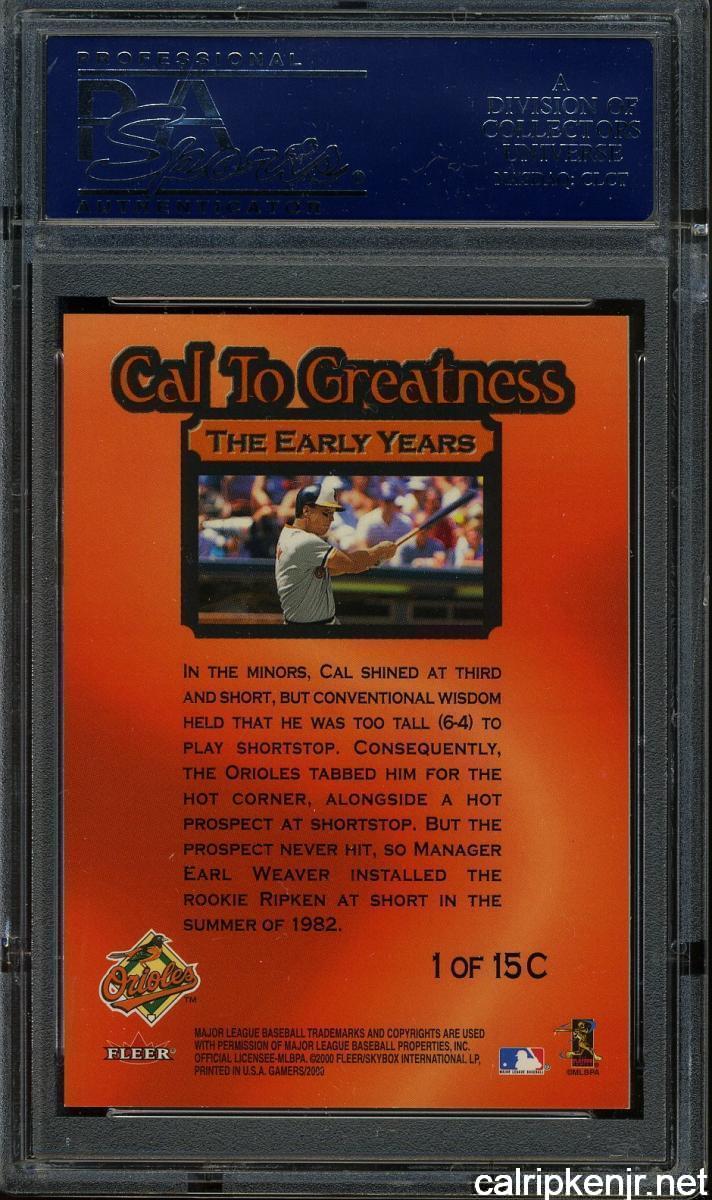 PROFESSIONAL
PSA
Sports®
AUTHENTICATOR
A
DIVISION OF
COLLECTORS
UNIVERSE
NASDAQ: CLCT
Cal To Greatness
THE EARLY YEARS
IN THE MINORS, CAL SHINED AT THIRD
AND SHORT, BUT CONVENTIONAL WISDOM
HELD THAT HE WAS TOO TALL (6-4) TO
PLAY SHORTSTOP. CONSEQUENTLY,
THE ORIOLES TABBED HIM FOR THE
HOT CORNER, ALONGSIDE A HOT
PROSPECT AT SHORTSTOP. BUT THE
PROSPECT NEVER HIT, SO MANAGER
EARL WEAVER INSTALLED THE
ROOKIE RIPKEN AT SHORT IN THE
SUMMER OF 1982.
1 OF 15 C
Orioles™
FLEER®
MAJOR LEAGUE BASEBALL TRADEMARKS AND COPYRIGHTS ARE USED
WITH PERMISSION OF MAJOR LEAGUE BASEBALL PROPERTIES, INC.
OFFICIAL LICENSEE-MLBPA. ©2000 FLEER/SKYBOX INTERNATIONAL LP,
PRINTED IN U.S.A. GAMERS/2000
MAJOR LEAGUE BASEBALL®
©MLBPA
calripkenjr.net